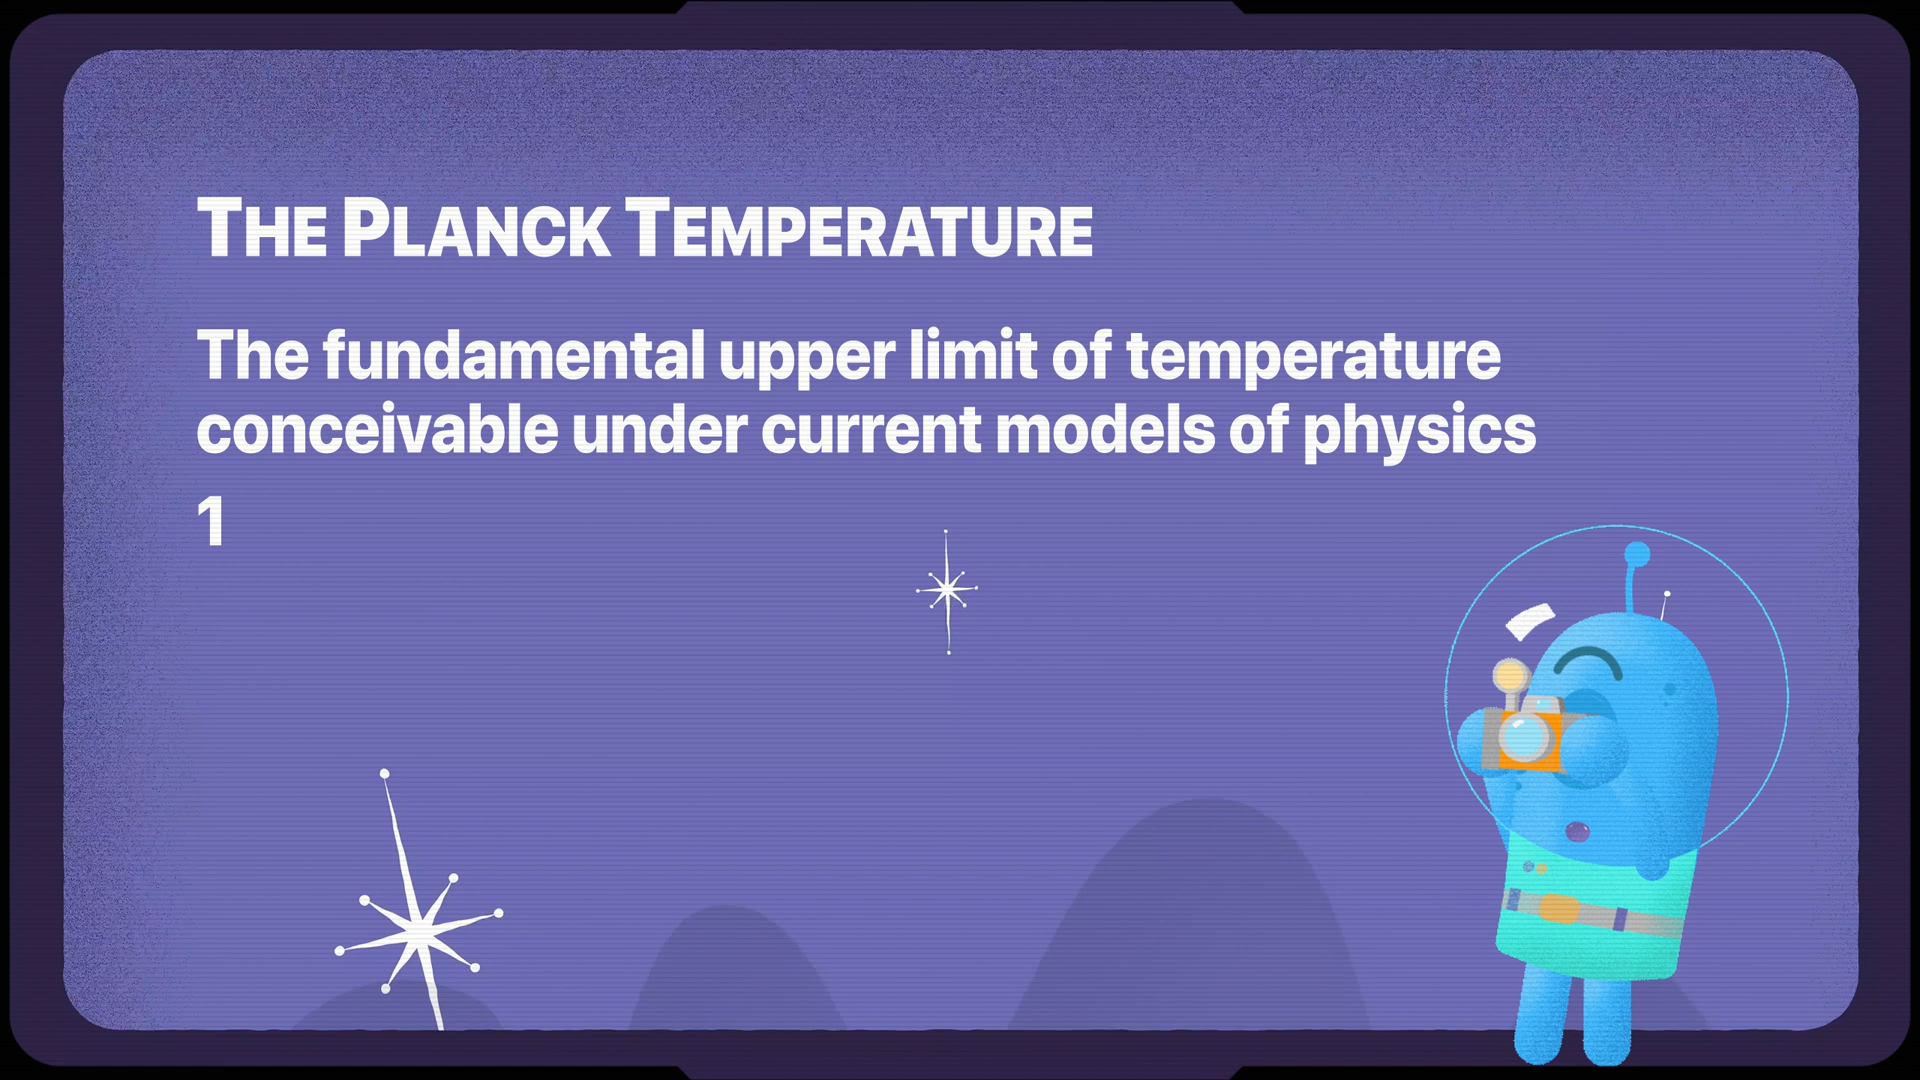 The Planck Temperature
The fundamental upper limit of temperature
conceivable under current models of physics
1